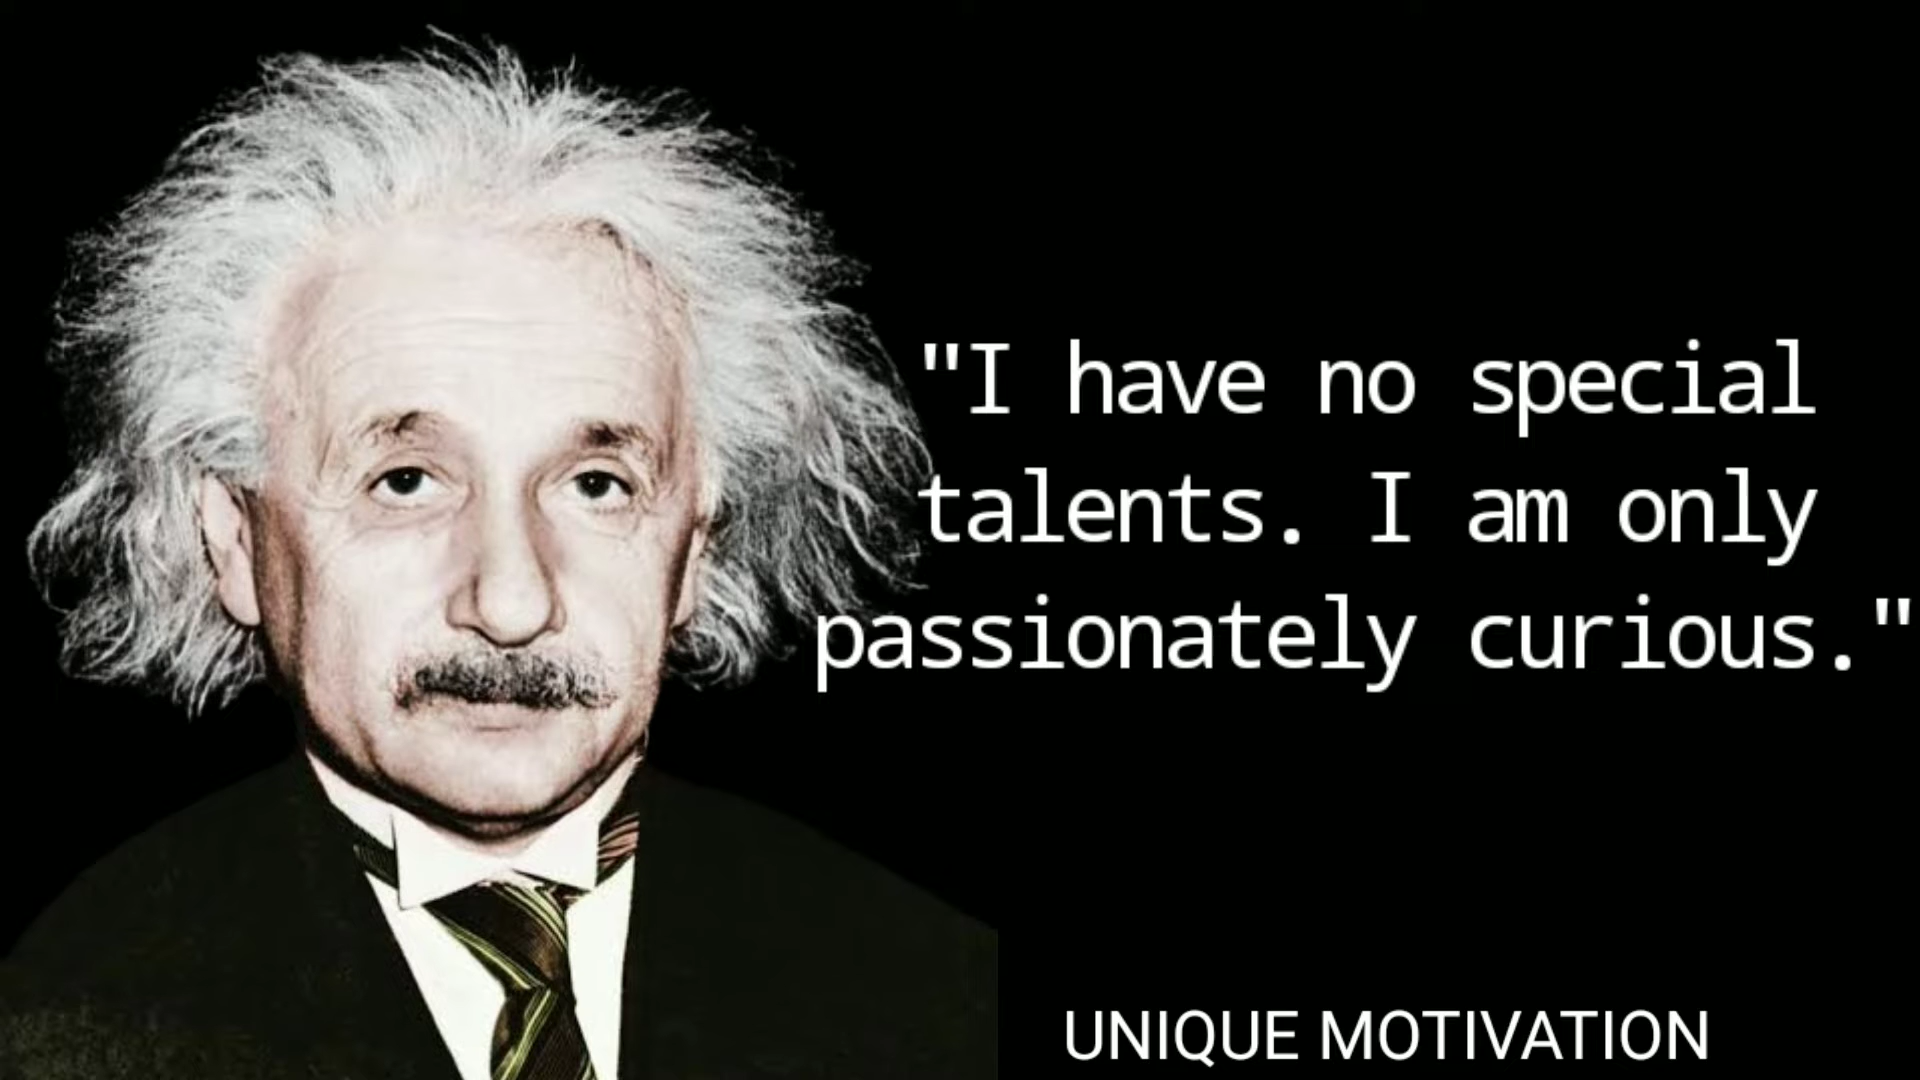 "I have no special
talents. I am only
passionately curious."
UNIQUE MOTIVATION